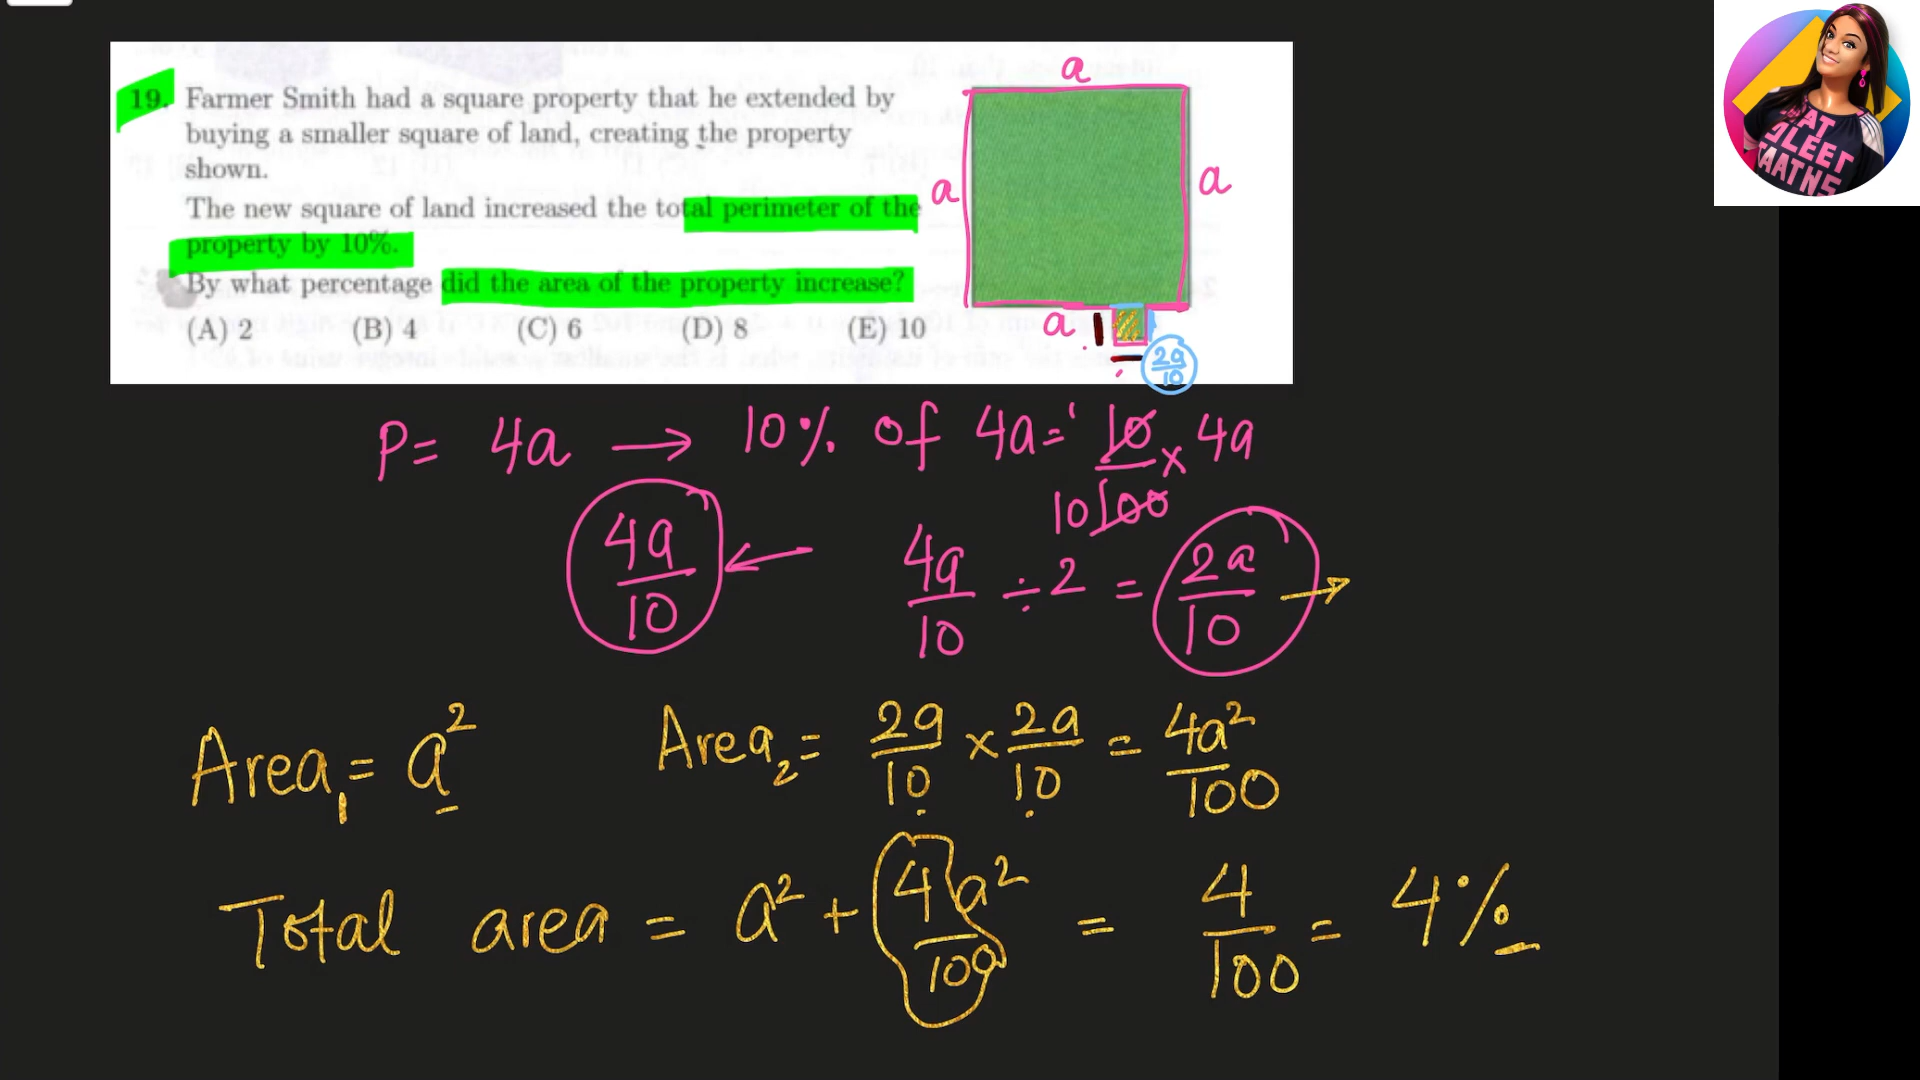 19. Farmer Smith had a square property that he extended by
buying a smaller square of land, creating the property
shown.
The new square of land increased the total perimeter of the
property by 10%.
By what percentage did the area of the property increase?
(A) 2 (B) 4 (C) 6 (D) 8 (E) 10
a
a
a
a
2a/10
P= 4a → 10% of 4a= 10/100 × 4a
1
10
4a/10 ← 4a/10 ÷ 2 = 2a/10 →
Area₁ = a² Area₂ = 2a/10 × 2a/10 = 4a²/100
Total area = a² + 4/100 a² = 4/100 = 4%